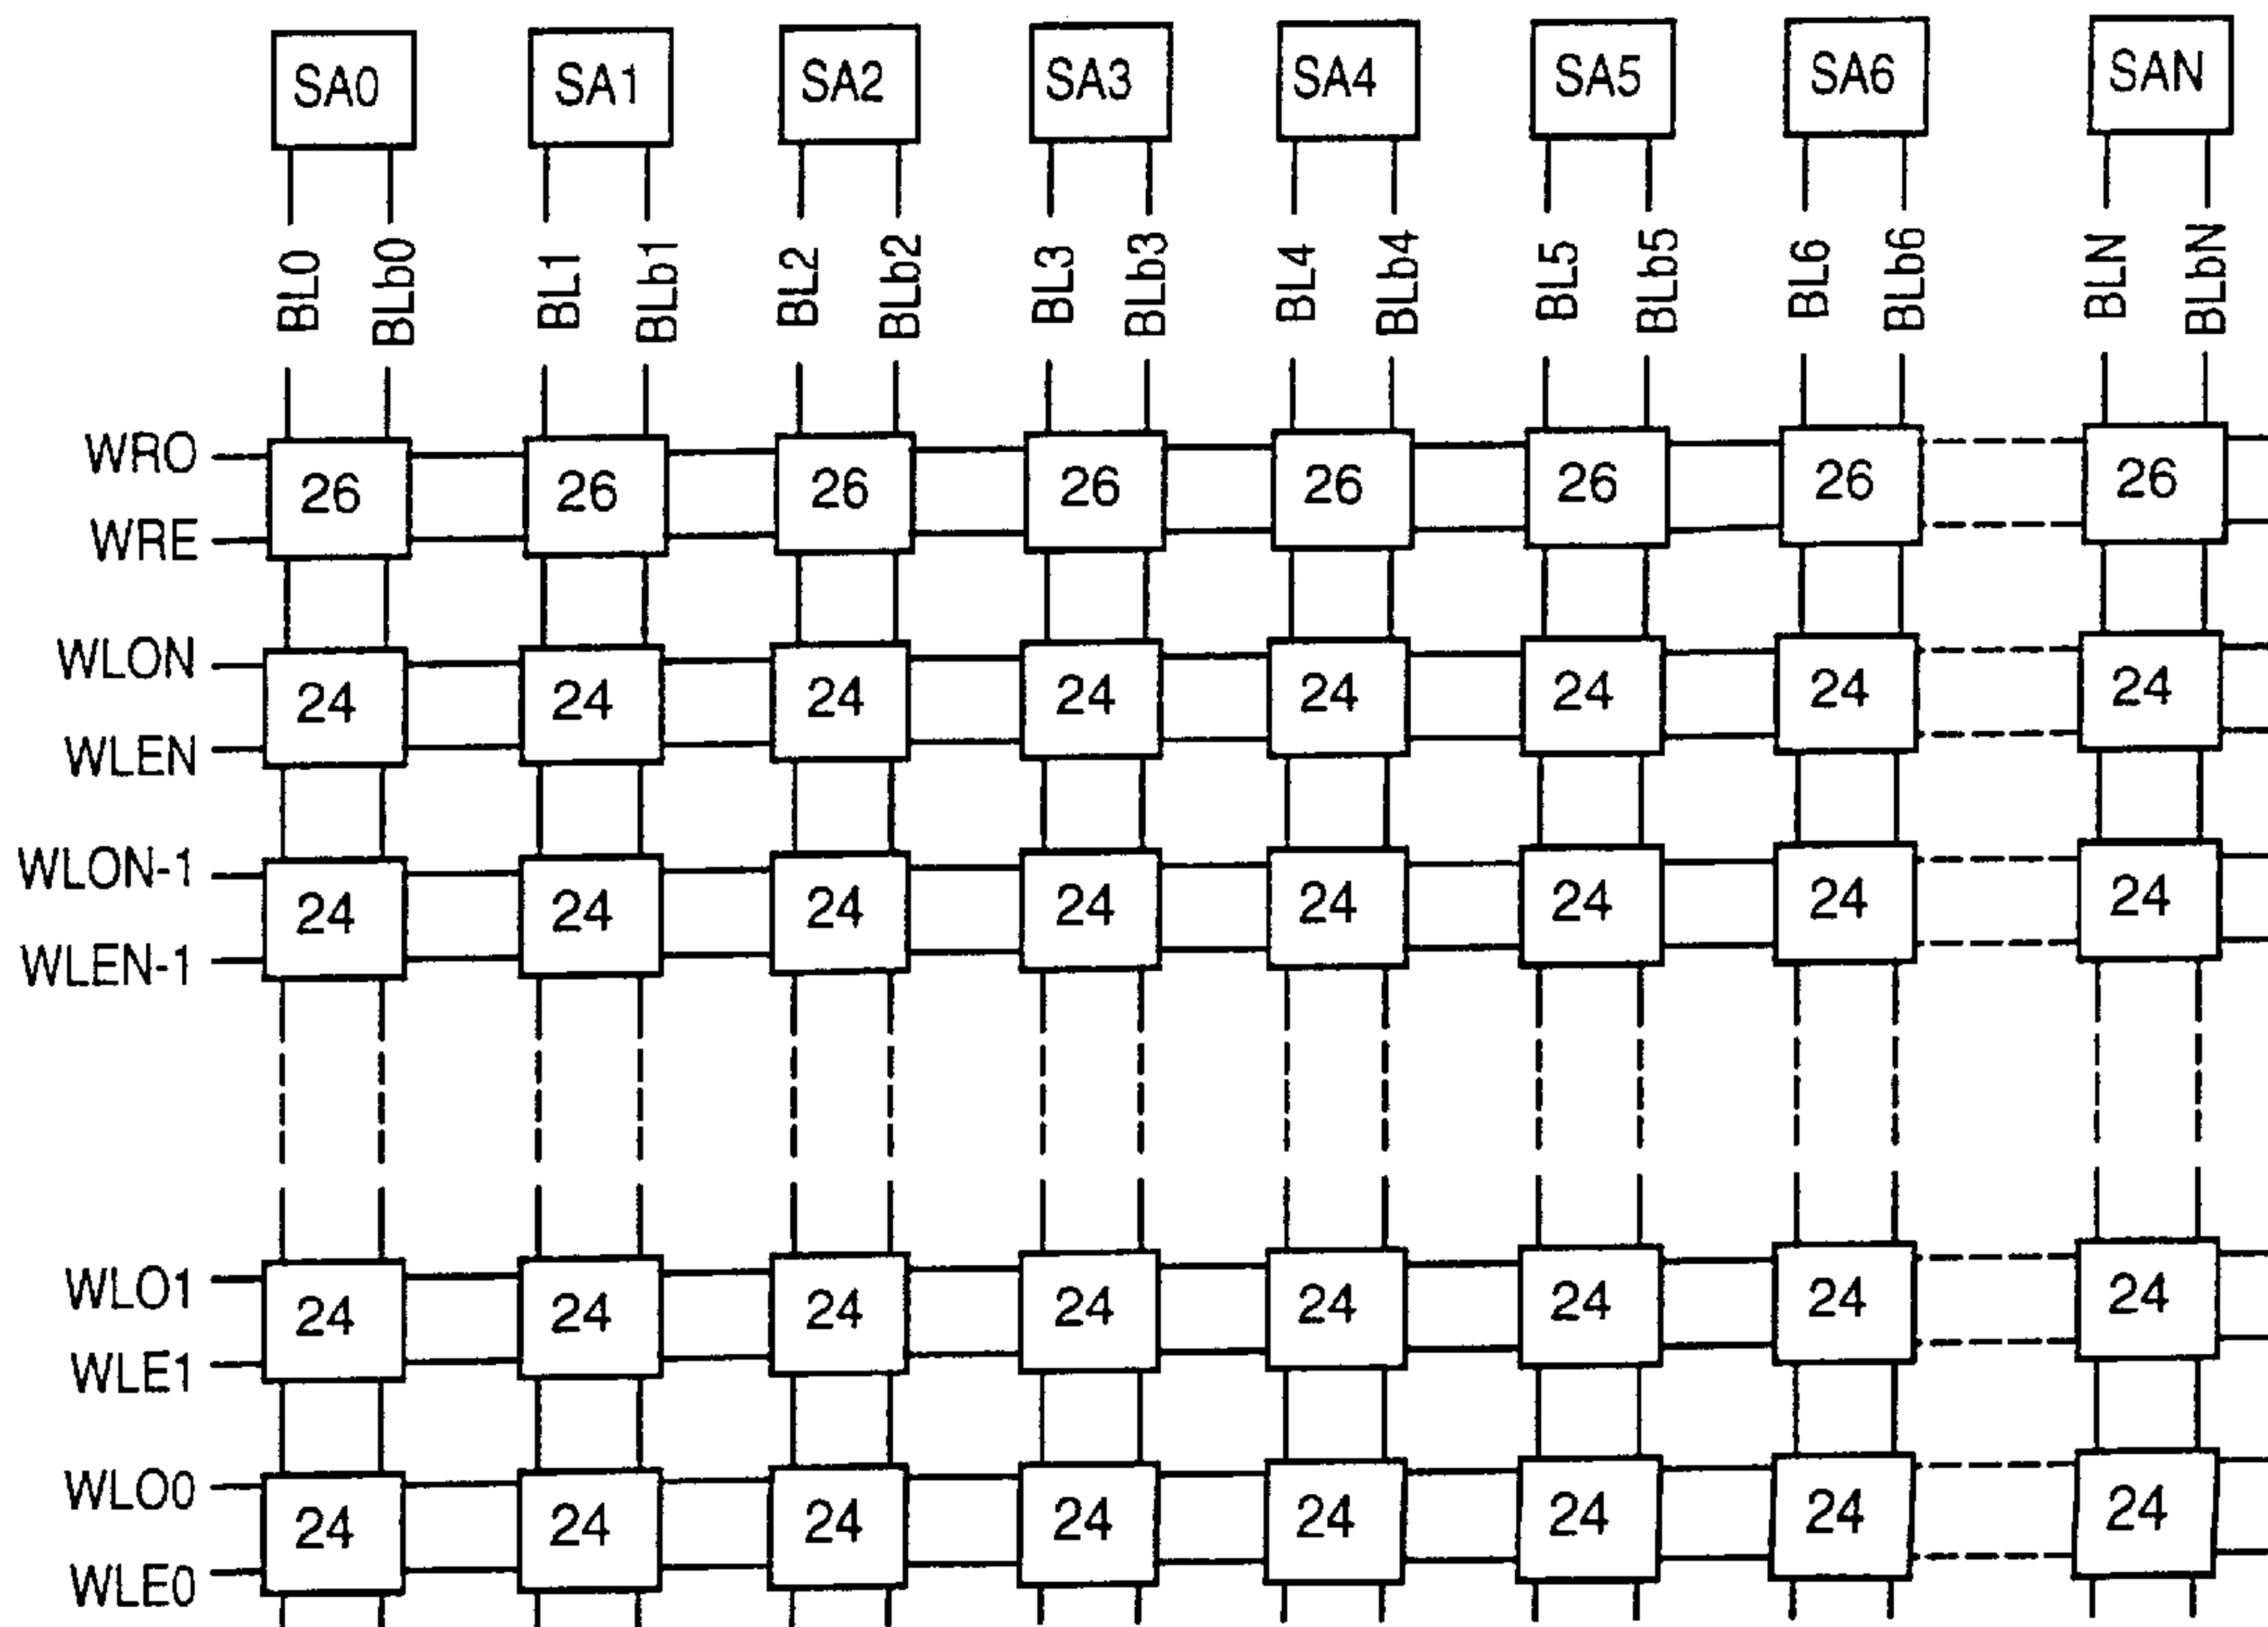 SA0 SA1 SA2 SA3 SA4 SA5 SA6 SAN
BL0 BLb0 BL1 BLb1 BL2 BLb2 BL3 BLb3 BL4 BLb4 BL5 BLb5 BL6 BLb6 BLN BLbN
WRO
26 26 26 26 26 26 26 26
WRE
WLON
24 24 24 24 24 24 24 24
WLEN
WLON-1
24 24 24 24 24 24 24 24
WLEN-1
WLO1
24 24 24 24 24 24 24 24
WLE1
WLO0
24 24 24 24 24 24 24 24
WLE0